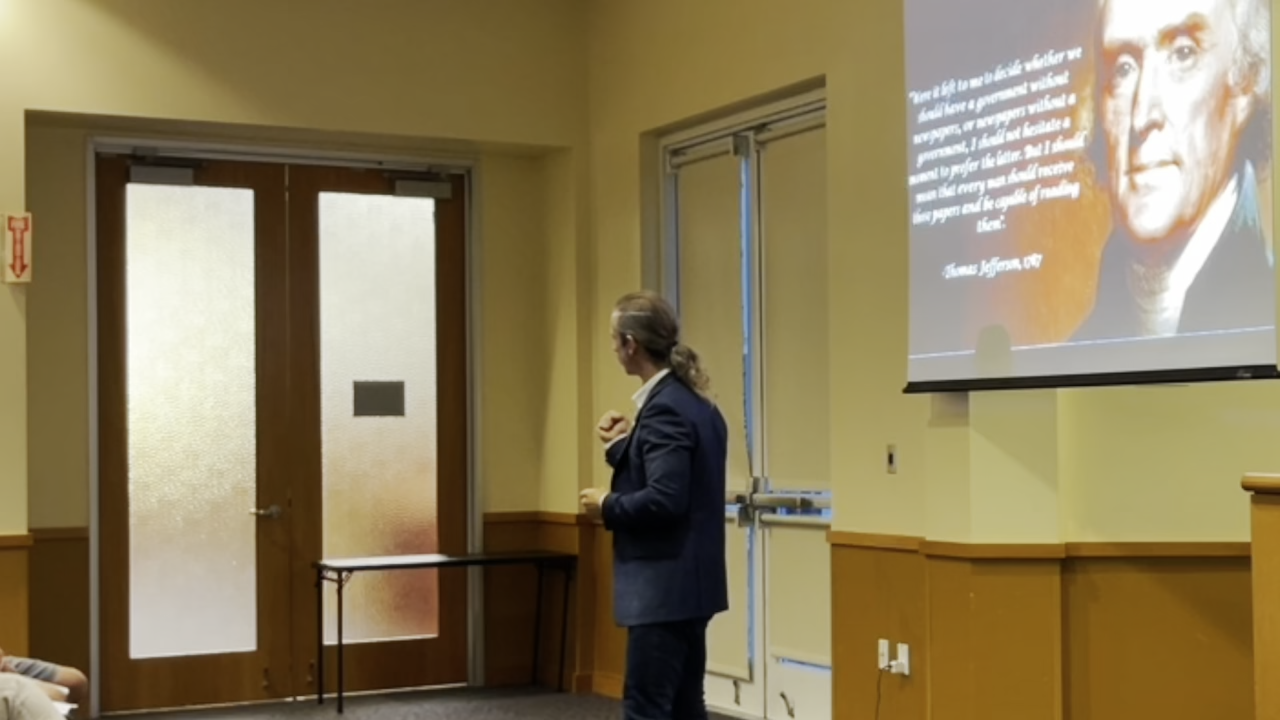 "Were it left to me to decide whether we
should have a government without
newspapers, or newspapers without a
government, I should not hesitate a
moment to prefer the latter. But I should
mean that every man should receive
those papers and be capable of reading
them".
-Thomas Jefferson, 1787